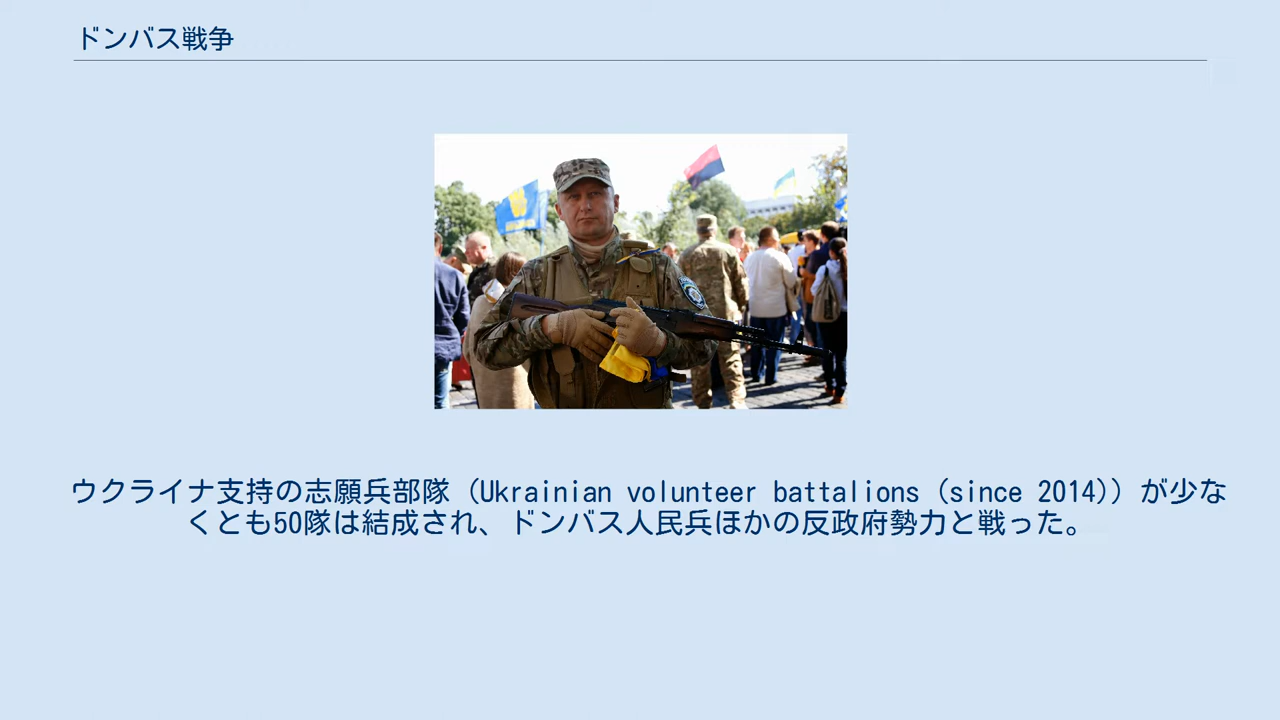 ドンバス戦争
ウクライナ支持の志願兵部隊（Ukrainian volunteer battalions (since 2014)）が少な
くとも50隊は結成され、ドンバス人民兵ほかの反政府勢力と戦った。